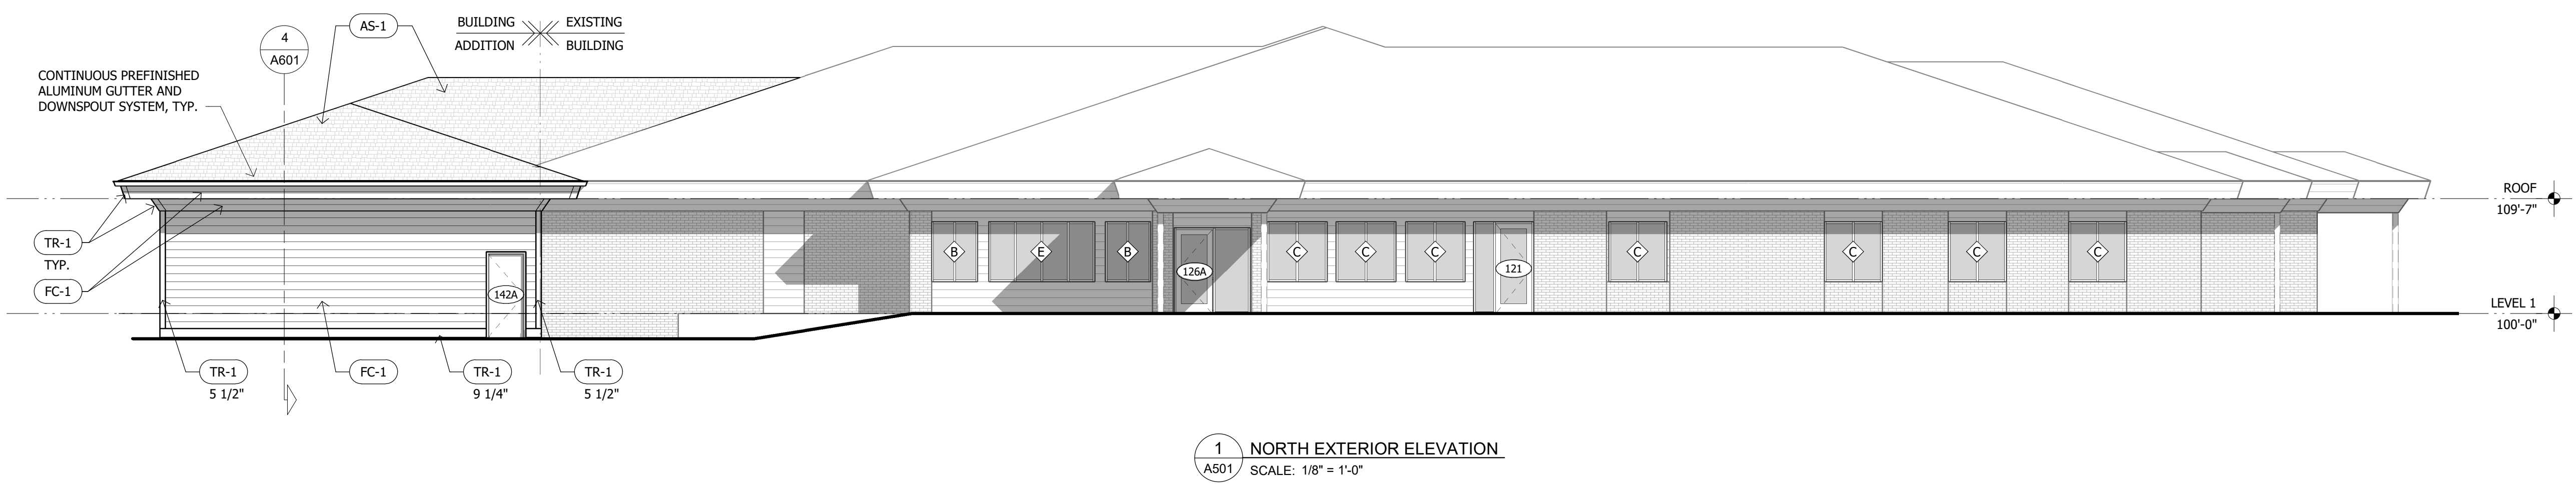 BUILDING
ADDITION
EXISTING
BUILDING
AS-1
4
A601
CONTINUOUS PREFINISHED
ALUMINUM GUTTER AND
DOWNSPOUT SYSTEM, TYP.
ROOF
109'-7"
TR-1
TYP.
FC-1
142A
B
E
B
126A
C
C
C
121
C
C
C
C
LEVEL 1
100'-0"
TR-1
5 1/2"
FC-1
TR-1
9 1/4"
TR-1
5 1/2"
1
A501
NORTH EXTERIOR ELEVATION
SCALE: 1/8" = 1'-0"